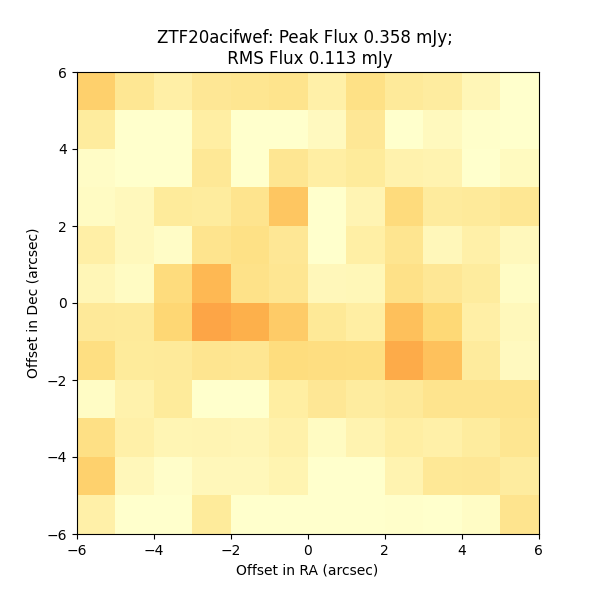 ZTF20acifwef: Peak Flux 0.358 mJy;
RMS Flux 0.113 mJy
6
4
2
0
−2
−4
−6
Offset in Dec (arcsec)
−6 −4 −2 0 2 4 6
Offset in RA (arcsec)